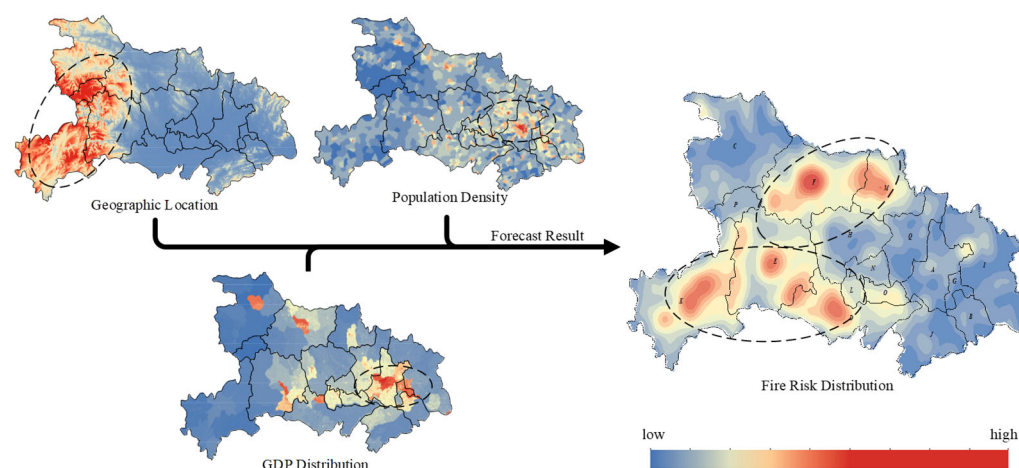 Geographic Location
Population Density
Forecast Result
GDP Distribution
C
F
M
P
H
Q
E
N
A
I
G
K
L
O
D
B
J
Fire Risk Distribution
low
high